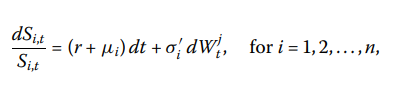 dS_{i,t}/S_{i,t} = (r + μ_i) dt + σ_i′ dW_t^j, for i = 1, 2, …, n,